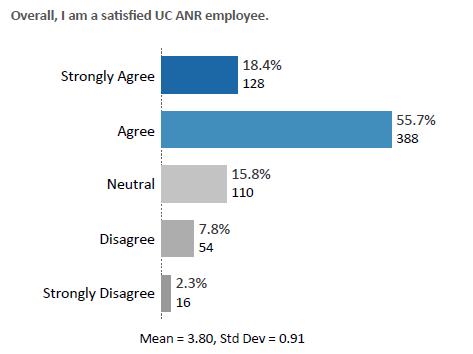 Overall, I am a satisfied UC ANR employee.
Strongly Agree
18.4%
128
Agree
55.7%
388
Neutral
15.8%
110
Disagree
7.8%
54
Strongly Disagree
2.3%
16
Mean = 3.80, Std Dev = 0.91